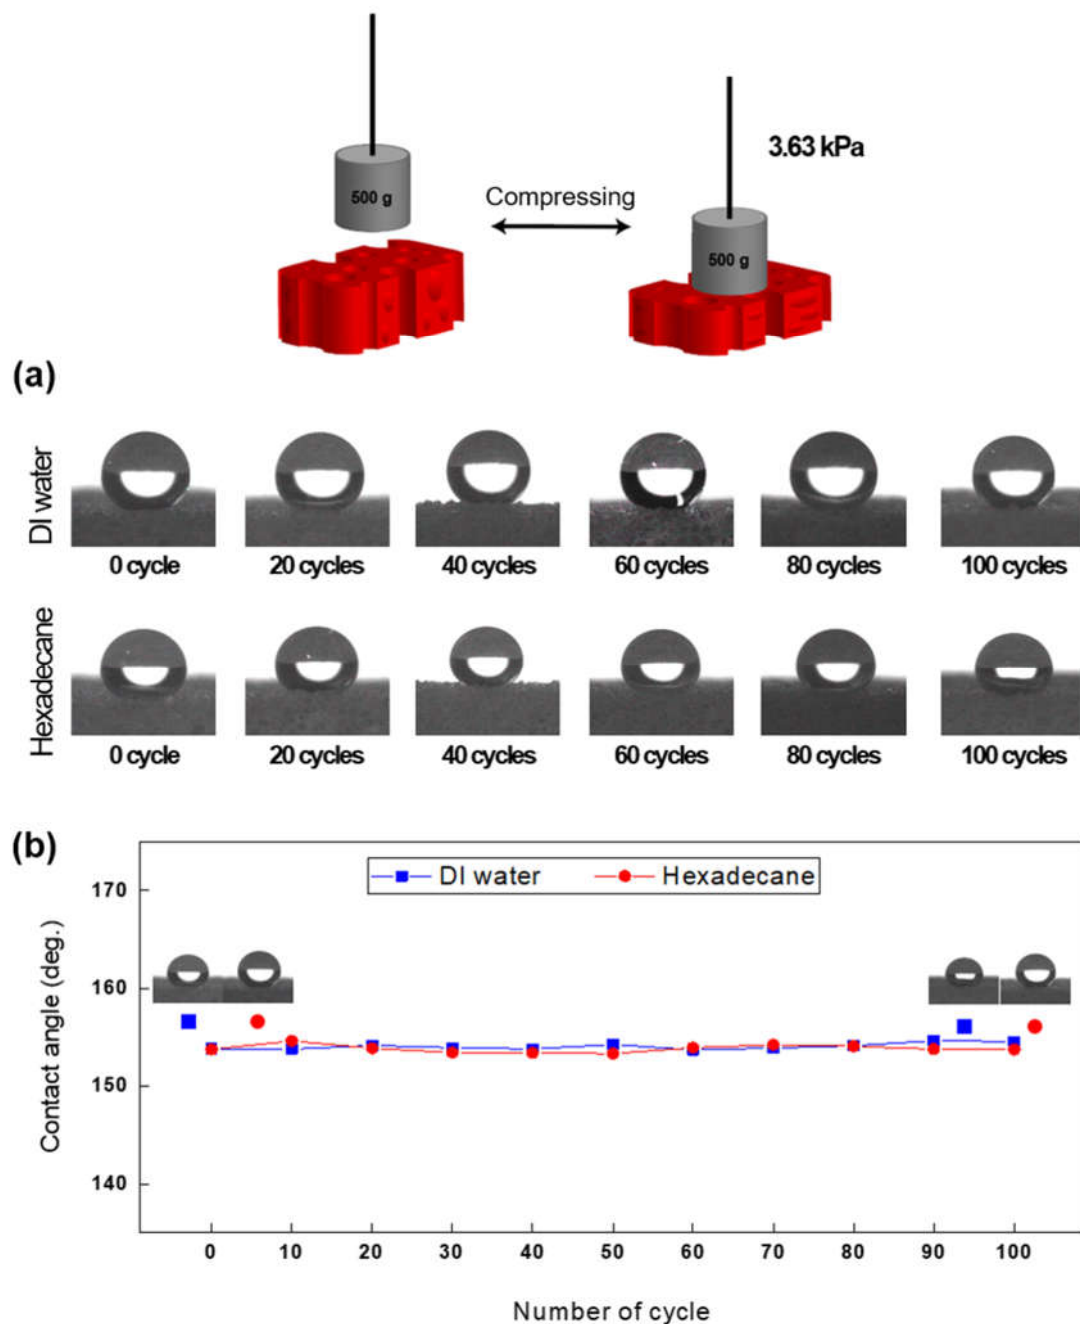 3.63 kPa
500 g
Compressing
500 g
(a)
DI water
0 cycle
20 cycles
40 cycles
60 cycles
80 cycles
100 cycles
Hexadecane
0 cycle
20 cycles
40 cycles
60 cycles
80 cycles
100 cycles
(b)
DI water
Hexadecane
Contact angle (deg.)
170
160
150
140
0 10 20 30 40 50 60 70 80 90 100
Number of cycle